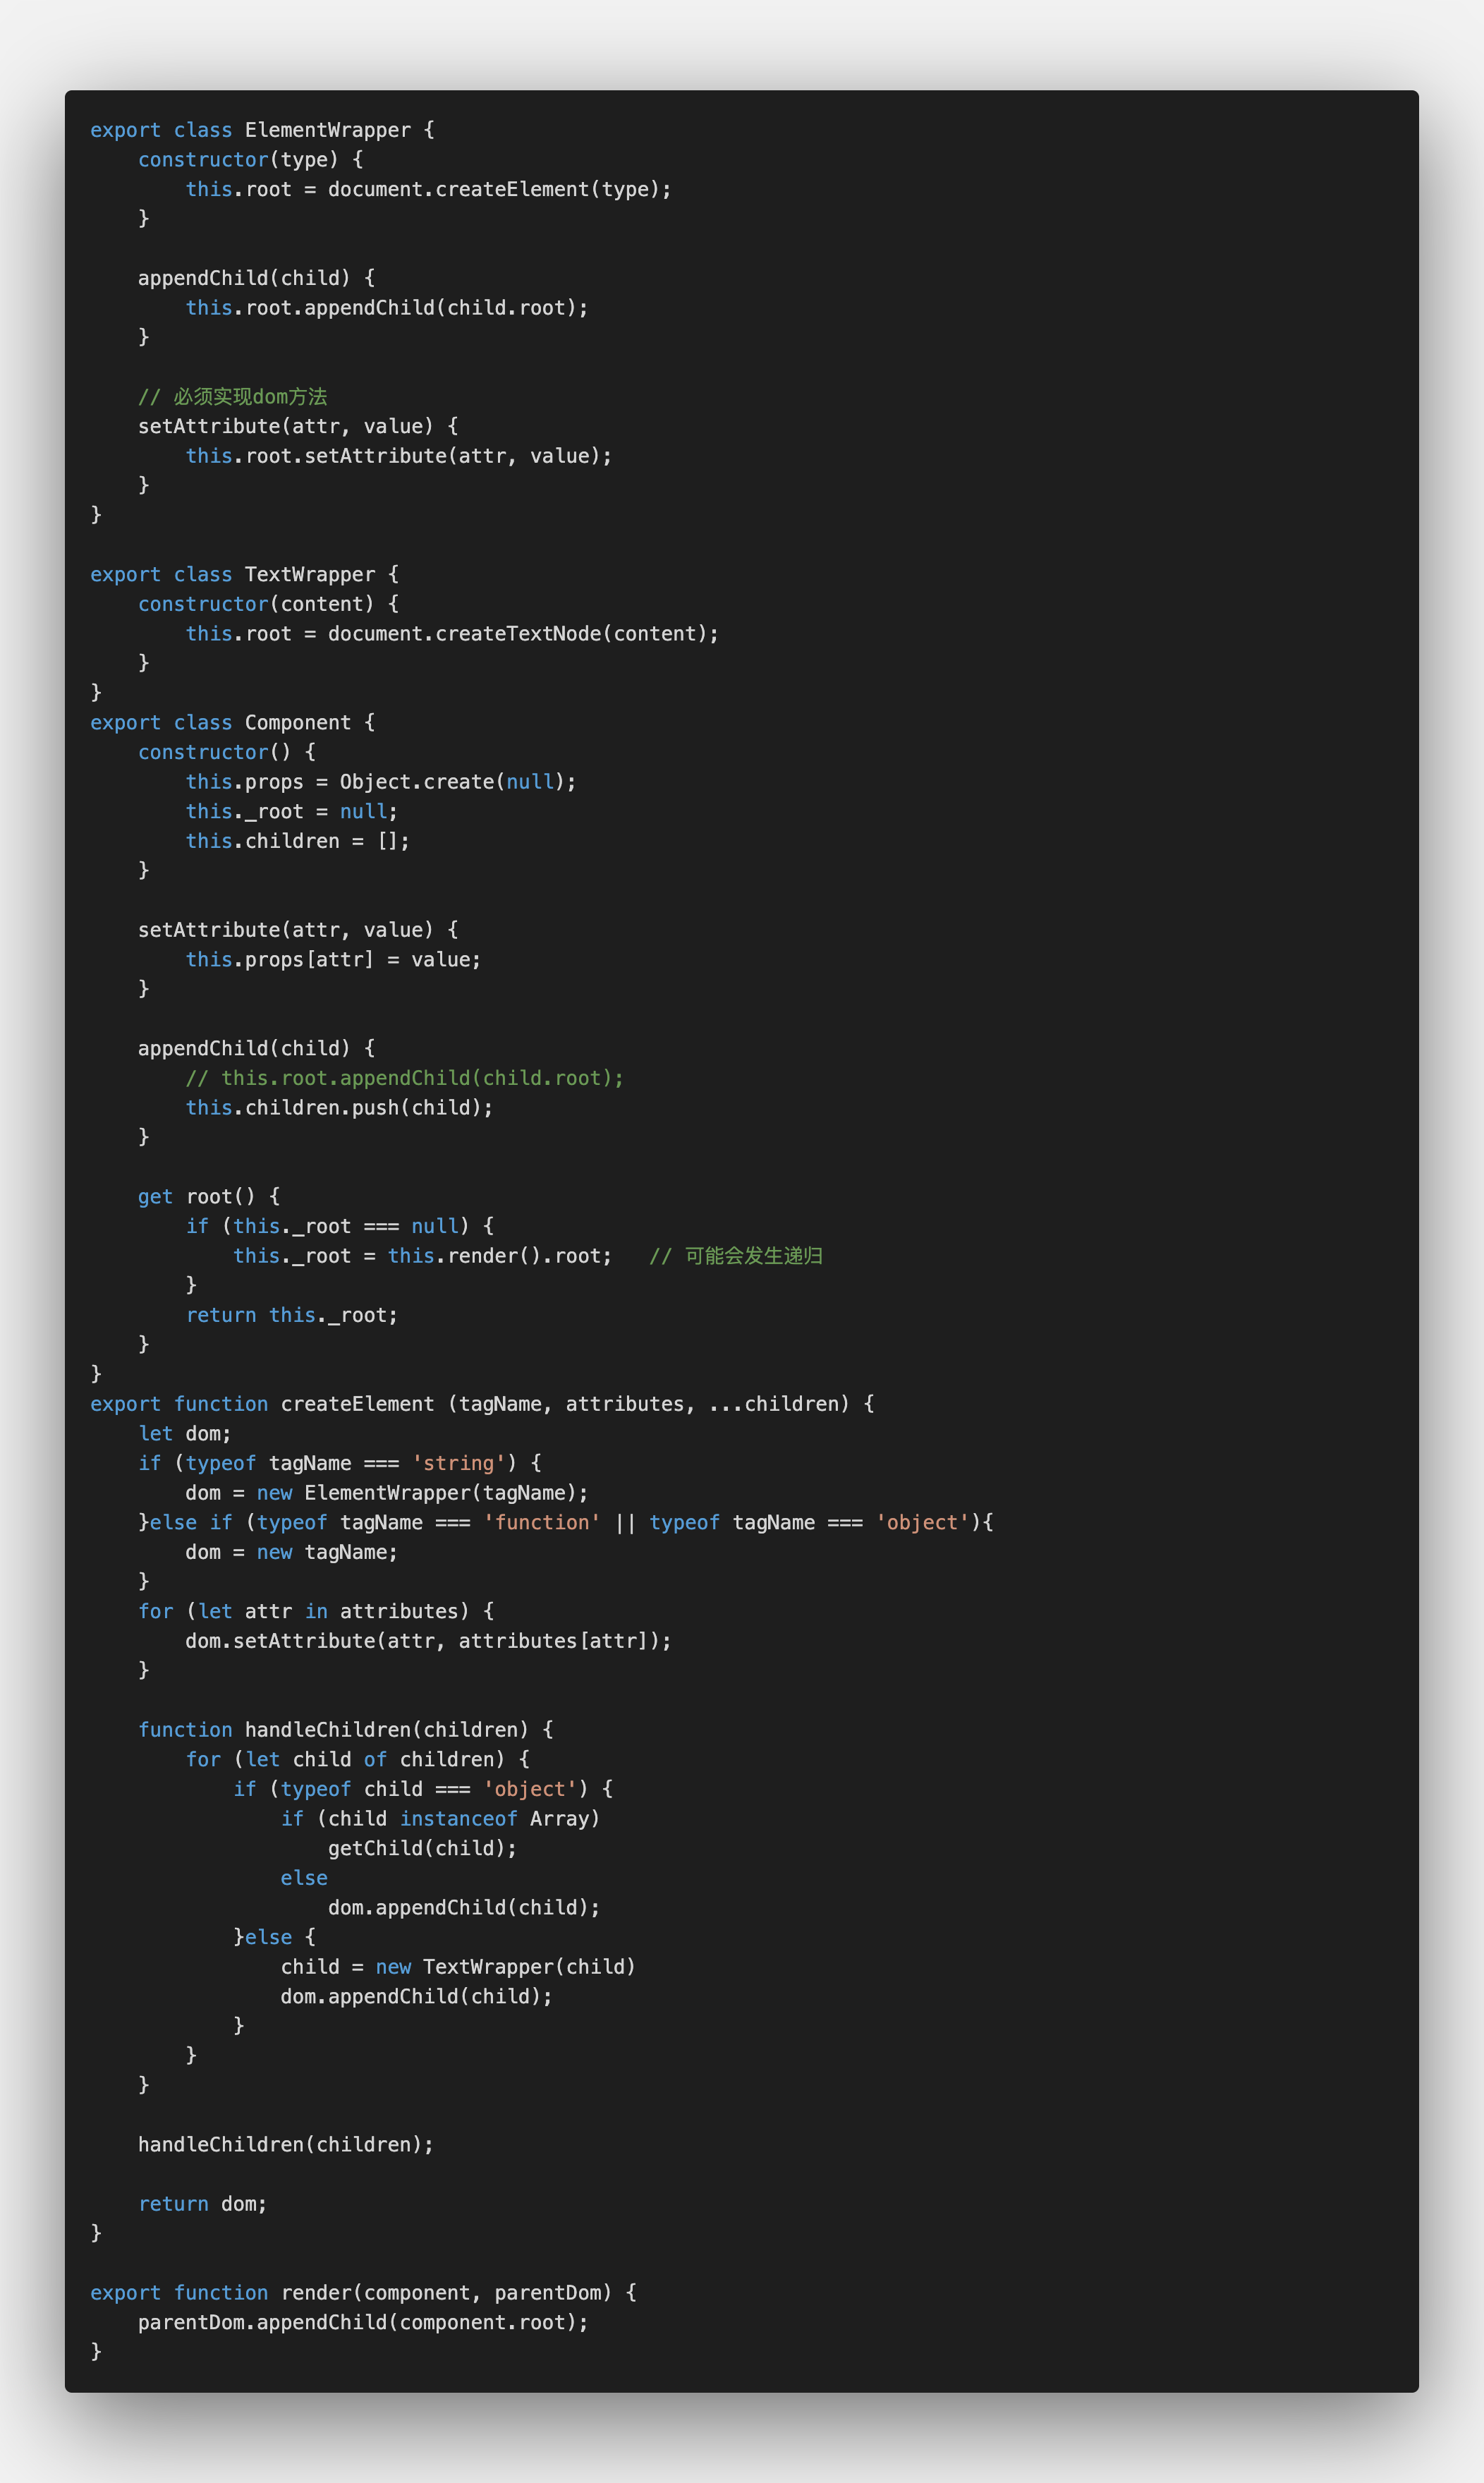 export class ElementWrapper {
    constructor(type) {
        this.root = document.createElement(type);
    }

    appendChild(child) {
        this.root.appendChild(child.root);
    }

    // 必须实现dom方法
    setAttribute(attr, value) {
        this.root.setAttribute(attr, value);
    }
}

export class TextWrapper {
    constructor(content) {
        this.root = document.createTextNode(content);
    }
}
export class Component {
    constructor() {
        this.props = Object.create(null);
        this._root = null;
        this.children = [];
    }

    setAttribute(attr, value) {
        this.props[attr] = value;
    }

    appendChild(child) {
        // this.root.appendChild(child.root);
        this.children.push(child);
    }

    get root() {
        if (this._root === null) {
            this._root = this.render().root;   // 可能会发生递归
        }
        return this._root;
    }
}
export function createElement (tagName, attributes, ...children) {
    let dom;
    if (typeof tagName === 'string') {
        dom = new ElementWrapper(tagName);
    }else if (typeof tagName === 'function' || typeof tagName === 'object'){
        dom = new tagName;
    }
    for (let attr in attributes) {
        dom.setAttribute(attr, attributes[attr]);
    }

    function handleChildren(children) {
        for (let child of children) {
            if (typeof child === 'object') {
                if (child instanceof Array)
                    getChild(child);
                else
                    dom.appendChild(child);
            }else {
                child = new TextWrapper(child)
                dom.appendChild(child);
            }
        }
    }

    handleChildren(children);

    return dom;
}

export function render(component, parentDom) {
    parentDom.appendChild(component.root);
}